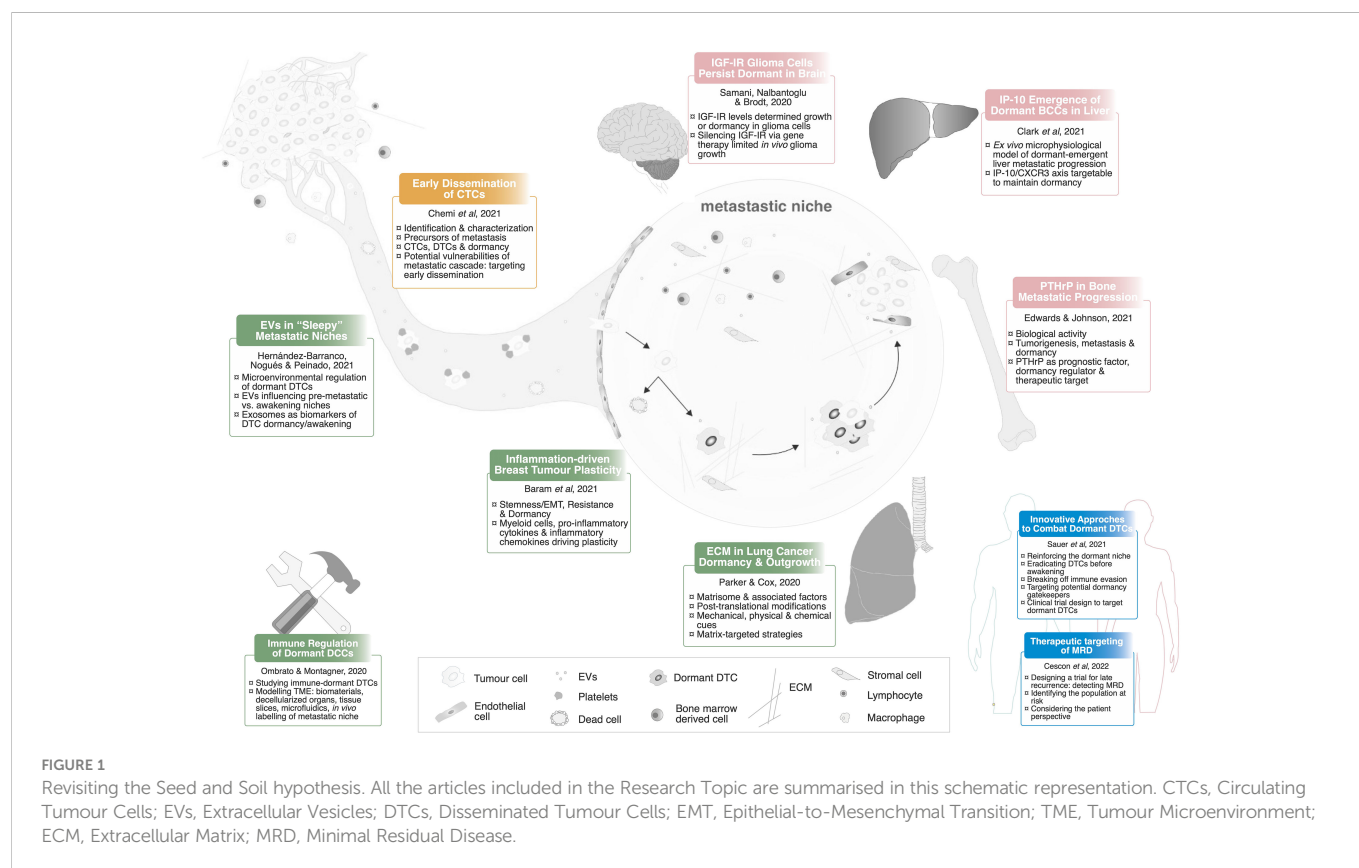 IGF-IR Glioma Cells
Persist Dormant in Brain
Samani, Nalbantoglu
& Brodt, 2020
¤ IGF-IR levels determined growth
or dormancy in glioma cells
¤ Silencing IGF-IR via gene
therapy limited in vivo glioma
growth
IP-10 Emergence of
Dormant BCCs in Liver
Clark et al, 2021
¤ Ex vivo microphysiological
model of dormant-emergent
liver metastatic progression
¤ IP-10/CXCR3 axis targetable
to maintain dormancy
Early Dissemination
of CTCs
Chemi et al, 2021
¤ Identification & characterization
¤ Precursors of metastasis
¤ CTCs, DTCs & dormancy
¤ Potential vulnerabilities of
metastatic cascade: targeting
early dissemination
metastastic niche
PTHrP in Bone
Metastatic Progression
Edwards & Johnson, 2021
¤ Biological activity
¤ Tumorigenesis, metastasis &
dormancy
¤ PTHrP as prognostic factor,
dormancy regulator &
therapeutic target
EVs in “Sleepy”
Metastatic Niches
Hernández-Barranco,
Nogués & Peinado, 2021
¤ Microenvironmental regulation
of dormant DTCs
¤ EVs influencing pre-metastatic
vs. awakening niches
¤ Exosomes as biomarkers of
DTC dormancy/awakening
Inflammation-driven
Breast Tumour Plasticity
Baram et al, 2021
¤ Stemness/EMT, Resistance
& Dormancy
¤ Myeloid cells, pro-inflammatory
cytokines & inflammatory
chemokines driving plasticity
ECM in Lung Cancer
Dormancy & Outgrowth
Parker & Cox, 2020
¤ Matrisome & associated factors
¤ Post-translational modifications
¤ Mechanical, physical & chemical
cues
¤ Matrix-targeted strategies
Innovative Approches
to Combat Dormant DTCs
Sauer et al, 2021
¤ Reinforcing the dormant niche
¤ Eradicating DTCs before
awakening
¤ Breaking off immune evasion
¤ Targeting potential dormancy
gatekeepers
¤ Clinical trial design to target
dormant DTCs
Immune Regulation
of Dormant DCCs
Ombrato & Montagner, 2020
¤ Studying immune-dormant DTCs
¤ Modelling TME: biomaterials,
decellularized organs, tissue
slices, microfluidics, in vivo
labelling of metastatic niche
Therapeutic targeting
of MRD
Cescon et al, 2022
¤ Designing a trial for late
recurrence: detecting MRD
¤ Identifying the population at
risk
¤ Considering the patient
perspective
Tumour cell
Endothelial
cell
EVs
Platelets
Dead cell
Dormant DTC
Bone marrow
derived cell
ECM
Stromal cell
Lymphocyte
Macrophage
FIGURE 1
Revisiting the Seed and Soil hypothesis. All the articles included in the Research Topic are summarised in this schematic representation. CTCs, Circulating
Tumour Cells; EVs, Extracellular Vesicles; DTCs, Disseminated Tumour Cells; EMT, Epithelial-to-Mesenchymal Transition; TME, Tumour Microenvironment;
ECM, Extracellular Matrix; MRD, Minimal Residual Disease.